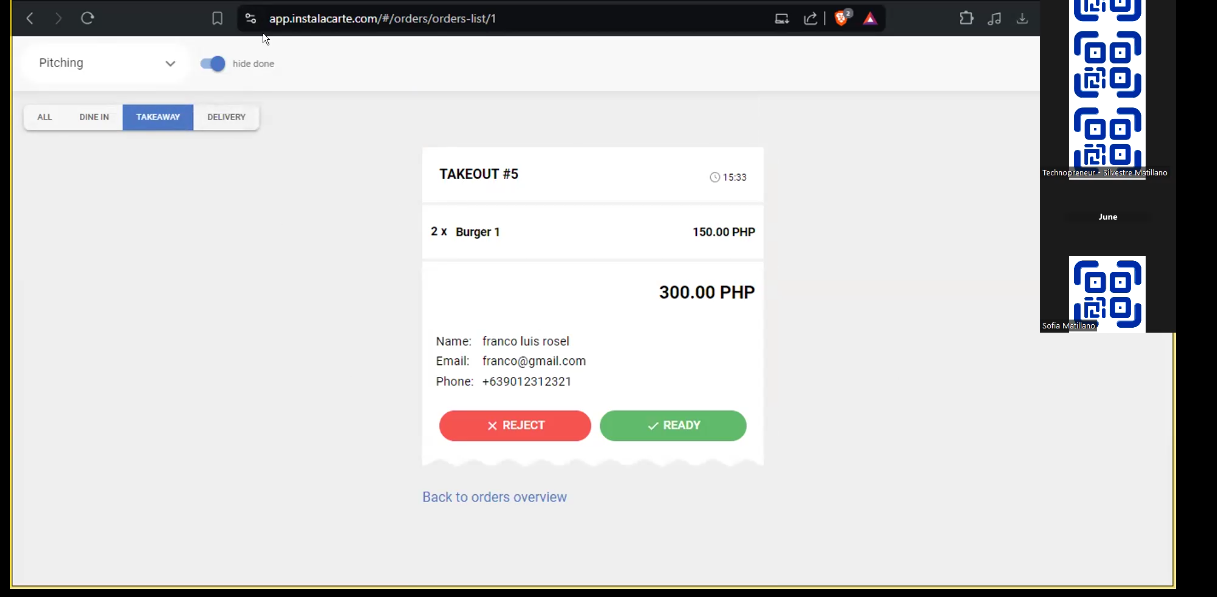 app.instalacarte.com/#/orders/orders-list/1
2
Pitching
hide done
ALL DINE IN TAKEAWAY DELIVERY
TAKEOUT #5 15:33
2 x Burger 1 150.00 PHP
300.00 PHP
Name: franco luis rosel
Email: franco@gmail.com
Phone: +639012312321
REJECT READY
Back to orders overview
Technopreneur - Silvestre Matillano
June
Sofia Matillano